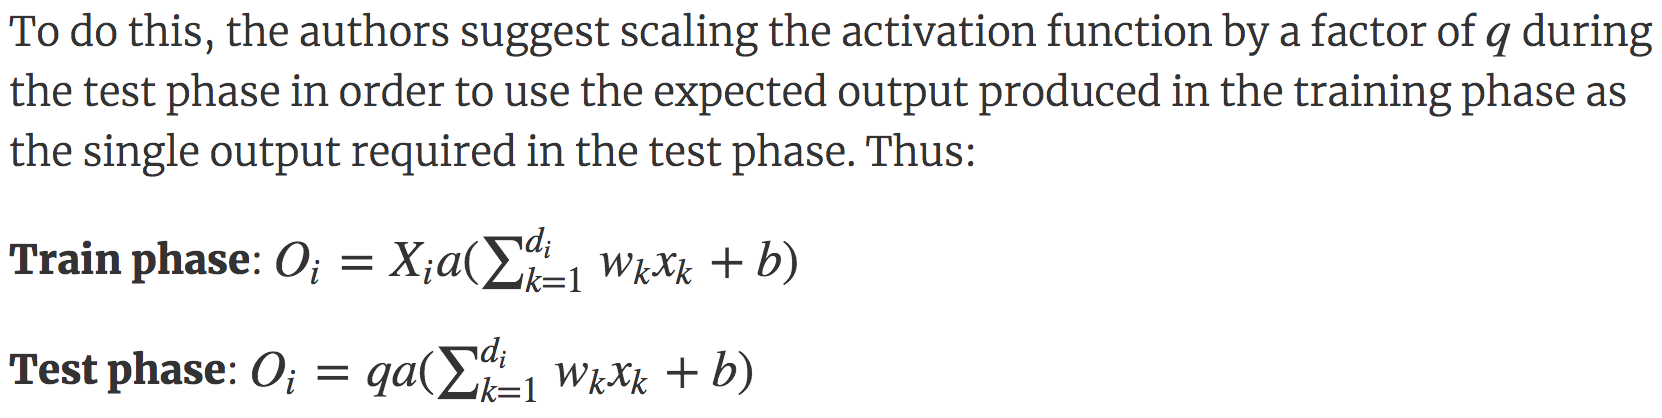 To do this, the authors suggest scaling the activation function by a factor of q during
the test phase in order to use the expected output produced in the training phase as
the single output required in the test phase. Thus:
Train phase: O_i = X_i a(∑_{k=1}^{d_i} w_k x_k + b)
Test phase: O_i = qa(∑_{k=1}^{d_i} w_k x_k + b)